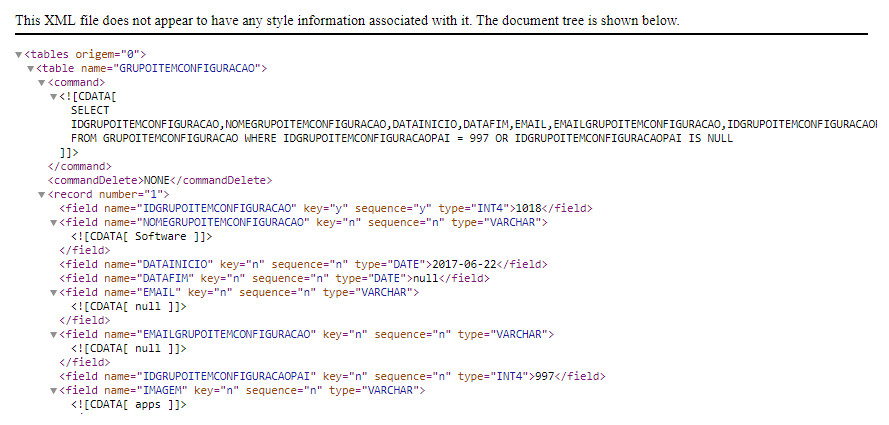 This XML file does not appear to have any style information associated with it. The document tree is shown below.
▼<tables origem="0">
▼<table name="GRUPOITEMCONFIGURACAO">
▼<command>
▼<![CDATA[
SELECT
IDGRUPOITEMCONFIGURACAO,NOMEGRUPOITEMCONFIGURACAO,DATAINICIO,DATAFIM,EMAIL,EMAILGRUPOITEMCONFIGURACAO,IDGRUPOITEMCONFIGURACAO
FROM GRUPOITEMCONFIGURACAO WHERE IDGRUPOITEMCONFIGURACAOPAI = 997 OR IDGRUPOITEMCONFIGURACAOPAI IS NULL
]]>
</command>
<commandDelete>NONE</commandDelete>
▼<record number="1">
<field name="IDGRUPOITEMCONFIGURACAO" key="y" sequence="y" type="INT4">1018</field>
▼<field name="NOMEGRUPOITEMCONFIGURACAO" key="n" sequence="n" type="VARCHAR">
<![CDATA[ Software ]]>
</field>
<field name="DATAINICIO" key="n" sequence="n" type="DATE">2017-06-22</field>
<field name="DATAFIM" key="n" sequence="n" type="DATE">null</field>
▼<field name="EMAIL" key="n" sequence="n" type="VARCHAR">
<![CDATA[ null ]]>
</field>
▼<field name="EMAILGRUPOITEMCONFIGURACAO" key="n" sequence="n" type="VARCHAR">
<![CDATA[ null ]]>
</field>
<field name="IDGRUPOITEMCONFIGURACAOPAI" key="n" sequence="n" type="INT4">997</field>
▼<field name="IMAGEM" key="n" sequence="n" type="VARCHAR">
<![CDATA[ apps ]]>